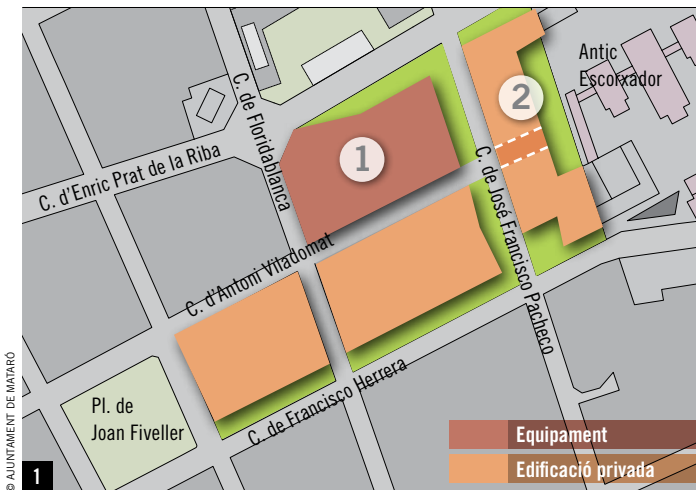 Antic
Escorxador
2
C. de Floridablanca
1
C. d'Enric Prat de la Riba
C. de José Francisco Pacheco
C. d'Antoni Viladomat
Pl. de
Joan Fiveller
C. de Francisco Herrera
Equipament
Edificació privada
1
© AJUNTAMENT DE MATARÓ